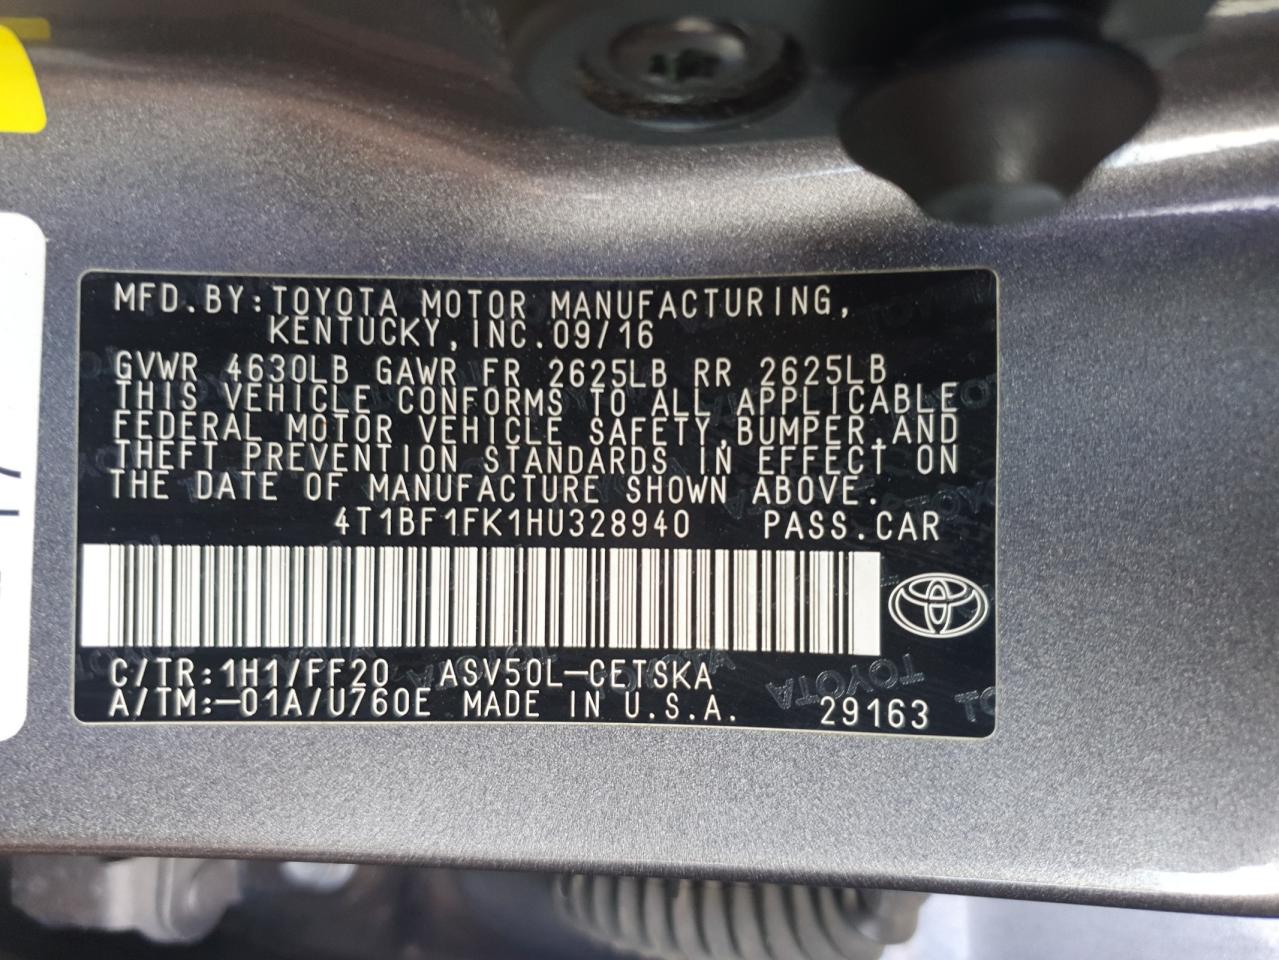 MFD.BY:TOYOTA MOTOR MANUFACTURING,
KENTUCKY,INC.09/16
GVWR 4630LB GAWR FR 2625LB RR 2625LB
THIS VEHICLE CONFORMS TO ALL APPLICABLE
FEDERAL MOTOR VEHICLE SAFETY,BUMPER,AND
THEFT PREVENTION STANDARDS IN EFFECT ON
THE DATE OF MANUFACTURE SHOWN ABOVE.
4T1BF1FK1HU328940 PASS.CAR
C/TR:1H1/FF20 ASV50L-CETSKA
A/TM:-01A/U760E MADE IN U.S.A. 29163
TOYOTA